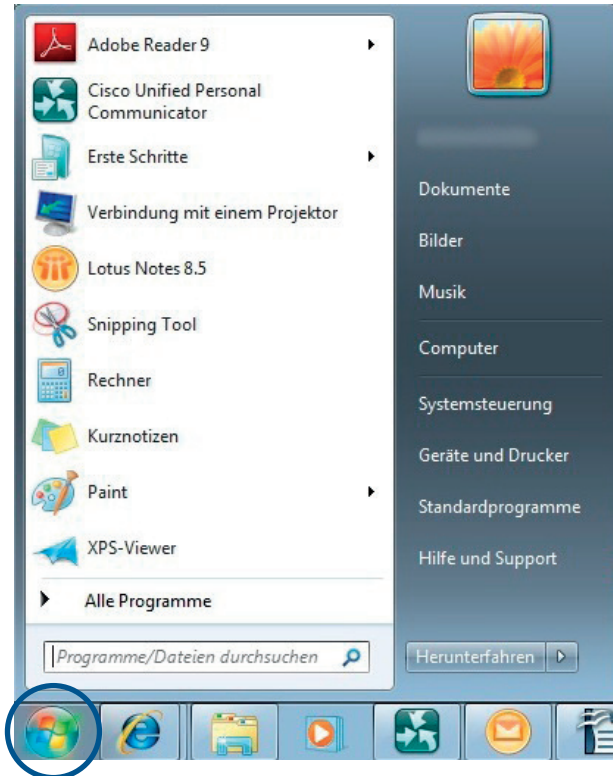 Adobe Reader 9
Cisco Unified Personal
Communicator
Erste Schritte
Verbindung mit einem Projektor
Lotus Notes 8.5
Snipping Tool
Rechner
Kurznotizen
Paint
XPS-Viewer
Alle Programme
Programme/Dateien durchsuchen
Dokumente
Bilder
Musik
Computer
Systemsteuerung
Geräte und Drucker
Standardprogramme
Hilfe und Support
Herunterfahren